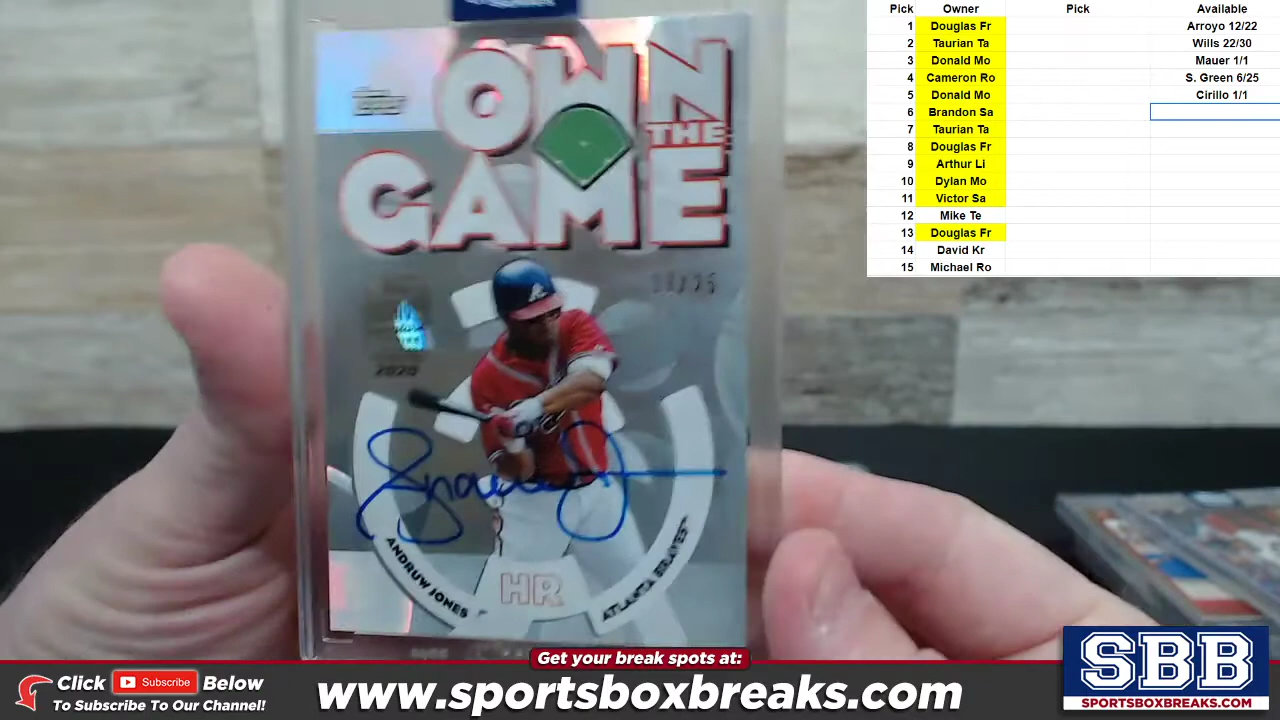 Pick Owner Pick Available
1 Douglas Fr Arroyo 12/22
2 Taurian Ta Wills 22/30
3 Donald Mo Mauer 1/1
4 Cameron Ro S. Green 6/25
5 Donald Mo Cirillo 1/1
6 Brandon Sa
7 Taurian Ta
8 Douglas Fr
9 Arthur Li
10 Dylan Mo
11 Victor Sa
12 Mike Te
13 Douglas Fr
14 David Kr
15 Michael Ro
Topps
OWN
THE
GAME
2020
ANDRUW JONES
HR
ATLANTA BRAVES™
Get your break spots at:
Click Subscribe Below
To Subscribe To Our Channel!
www.sportsboxbreaks.com
SBB
SPORTSBOXBREAKS.COM